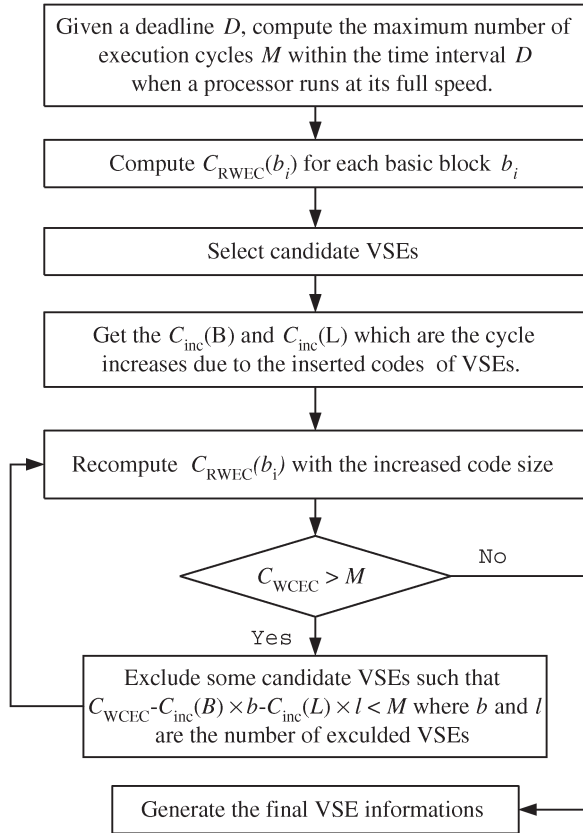 Given a deadline D, compute the maximum number of
execution cycles M within the time interval D
when a processor runs at its full speed.
Compute C_RWEC(b_i) for each basic block b_i
Select candidate VSEs
Get the C_inc(B) and C_inc(L) which are the cycle
increases due to the inserted codes of VSEs.
Recompute C_RWEC(b_i) with the increased code size
C_WCEC > M
No
Yes
Exclude some candidate VSEs such that
C_WCEC-C_inc(B)×b-C_inc(L)×l < M where b and l
are the number of exculded VSEs
Generate the final VSE informations